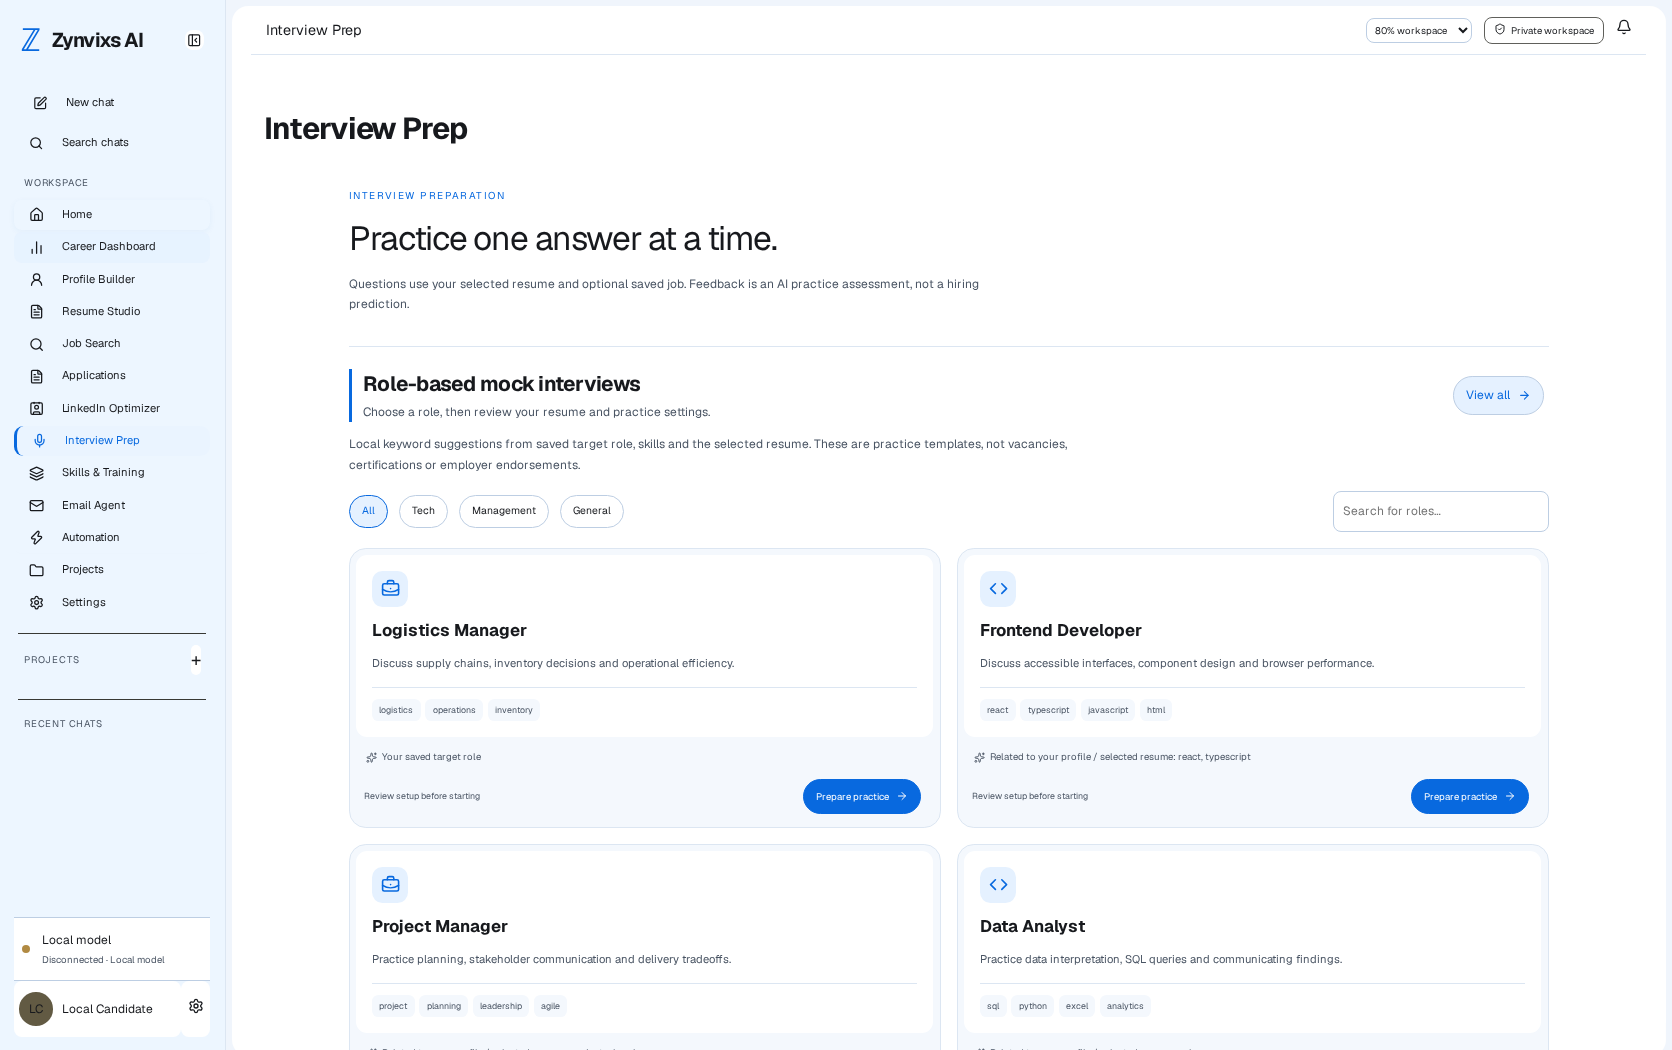 Zynvixs AI
New chat
Search chats
WORKSPACE
Home
Career Dashboard
Profile Builder
Resume Studio
Job Search
Applications
LinkedIn Optimizer
Interview Prep
Skills & Training
Email Agent
Automation
Projects
Settings
PROJECTS
+
RECENT CHATS
Local model
Disconnected · Local model
LC
Local Candidate
Interview Prep
80% workspace
Private workspace
Interview Prep
INTERVIEW PREPARATION
Practice one answer at a time.
Questions use your selected resume and optional saved job. Feedback is an AI practice assessment, not a hiring
prediction.
Role-based mock interviews
Choose a role, then review your resume and practice settings.
View all
Local keyword suggestions from saved target role, skills and the selected resume. These are practice templates, not vacancies,
certifications or employer endorsements.
All
Tech
Management
General
Search for roles...
Logistics Manager
Discuss supply chains, inventory decisions and operational efficiency.
logistics
operations
inventory
Your saved target role
Review setup before starting
Prepare practice
Frontend Developer
Discuss accessible interfaces, component design and browser performance.
react
typescript
javascript
html
Related to your profile / selected resume: react, typescript
Review setup before starting
Prepare practice
Project Manager
Practice planning, stakeholder communication and delivery tradeoffs.
project
planning
leadership
agile
Data Analyst
Practice data interpretation, SQL queries and communicating findings.
sql
python
excel
analytics